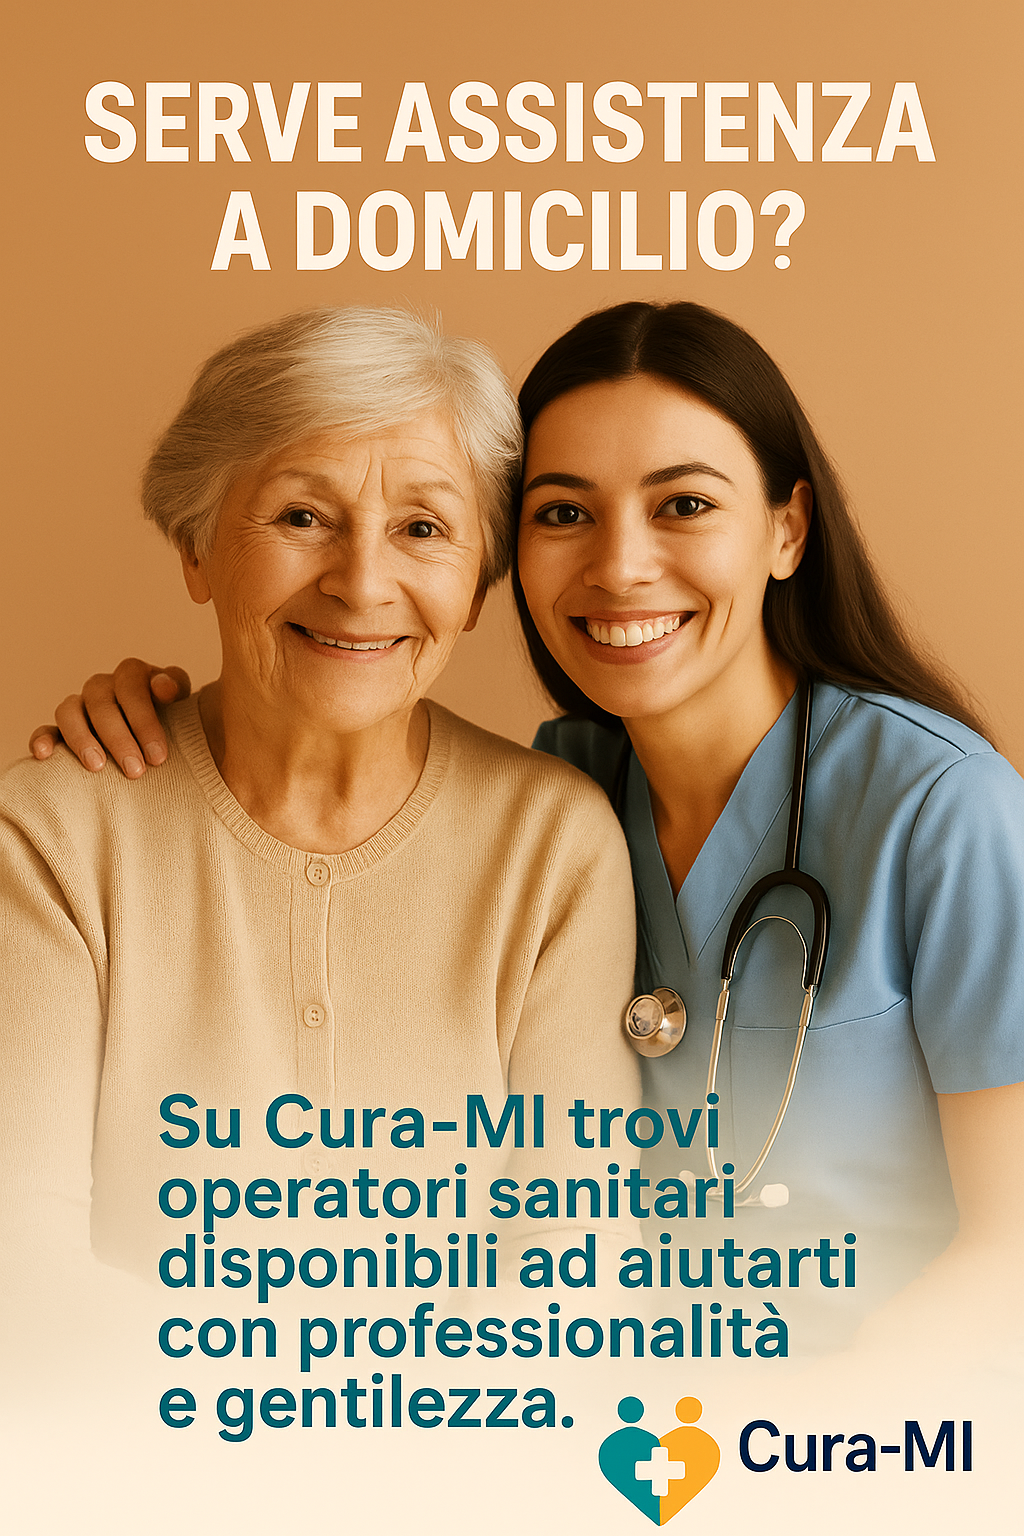 SERVE ASSISTENZA
A DOMICILIO?
Su Cura-MI trovi
operatori sanitari
disponibili ad aiutarti
con professionalità
e gentilezza.
Cura-MI